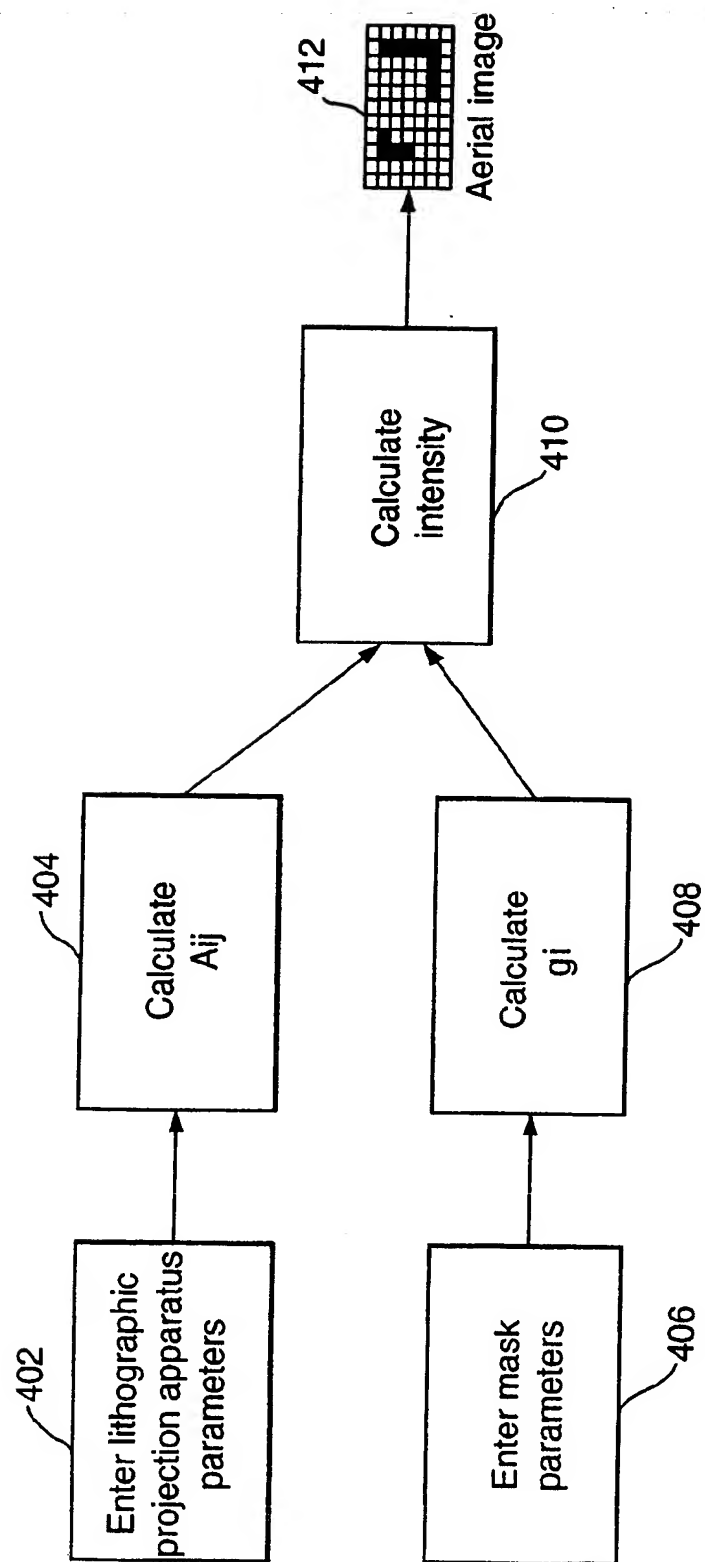 402
Enter lithographic
projection apparatus
parameters
404
Calculate
Aij
406
Enter mask
parameters
408
Calculate
gi
410
Calculate
intensity
412
Aerial image